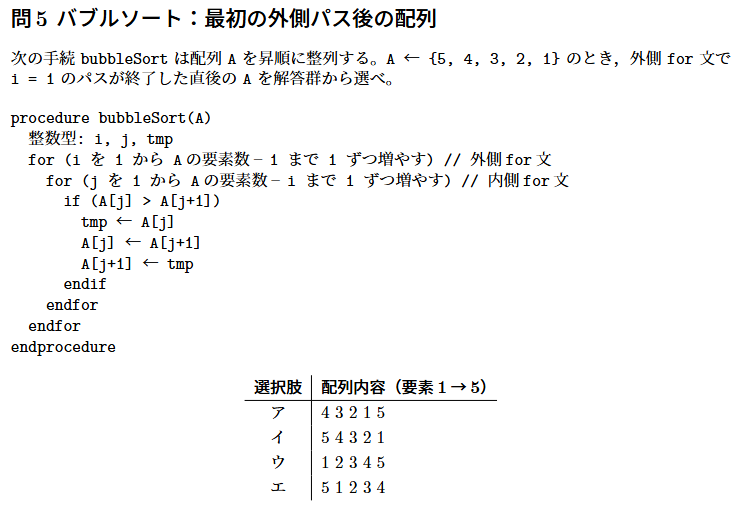 問5 バブルソート：最初の外側パス後の配列
次の手続 bubbleSort は配列 A を昇順に整列する。A ← {5, 4, 3, 2, 1} のとき，外側 for 文で
i = 1 のパスが終了した直後の A を解答群から選べ。
procedure bubbleSort(A)
整数型: i, j, tmp
for (i を 1 から A の要素数 − 1 まで 1 ずつ増やす) // 外側 for 文
for (j を 1 から A の要素数 − i まで 1 ずつ増やす) // 内側 for 文
if (A[j] > A[j+1])
tmp ← A[j]
A[j] ← A[j+1]
A[j+1] ← tmp
endif
endfor
endfor
endprocedure
選択肢 配列内容（要素 1 → 5）
ア 4 3 2 1 5
イ 5 4 3 2 1
ウ 1 2 3 4 5
エ 5 1 2 3 4